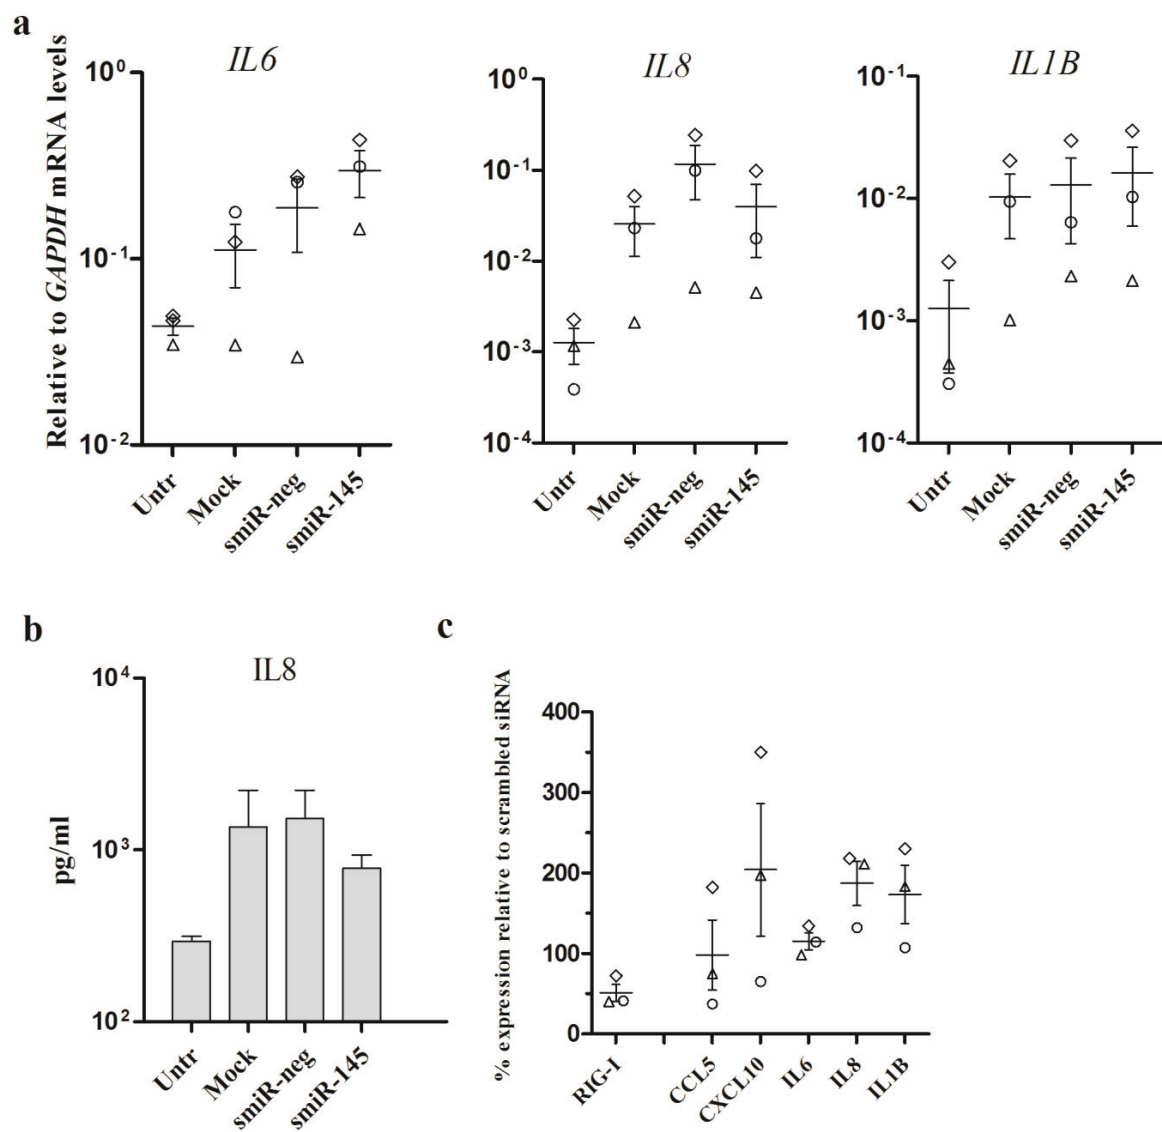 a
IL6
IL8
IL1B
Relative to GAPDH mRNA levels
10⁰
10⁻¹
10⁻²
Untr
Mock
smiR-neg
smiR-145
10⁰
10⁻¹
10⁻²
10⁻³
10⁻⁴
Untr
Mock
smiR-neg
smiR-145
10⁻¹
10⁻²
10⁻³
10⁻⁴
Untr
Mock
smiR-neg
smiR-145
b
IL8
pg/ml
10⁴
10³
10²
Untr
Mock
smiR-neg
smiR-145
c
% expression relative to scrambled siRNA
400
300
200
100
0
RIG-I
CCL5
CXCL10
IL6
IL8
IL1B